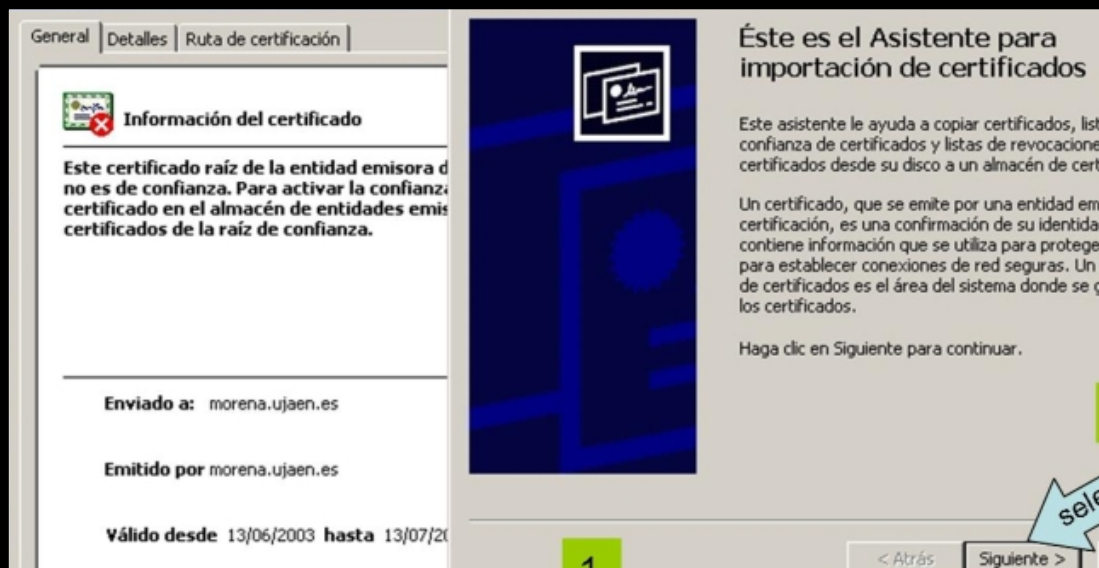 General Detalles Ruta de certificación
Información del certificado
Este certificado raíz de la entidad emisora d
no es de confianza. Para activar la confianza
certificado en el almacén de entidades emis
certificados de la raíz de confianza.
Enviado a: morena.ujaen.es
Emitido por morena.ujaen.es
Válido desde 13/06/2003 hasta 13/07/20
1
Éste es el Asistente para
importación de certificados
Este asistente le ayuda a copiar certificados, list
confianza de certificados y listas de revocacione
certificados desde su disco a un almacén de cert
Un certificado, que se emite por una entidad em
certificación, es una confirmación de su identida
contiene información que se utiliza para protege
para establecer conexiones de red seguras. Un
de certificados es el área del sistema donde se g
los certificados.
Haga clic en Siguiente para continuar.
sele
< Atrás Siguiente >